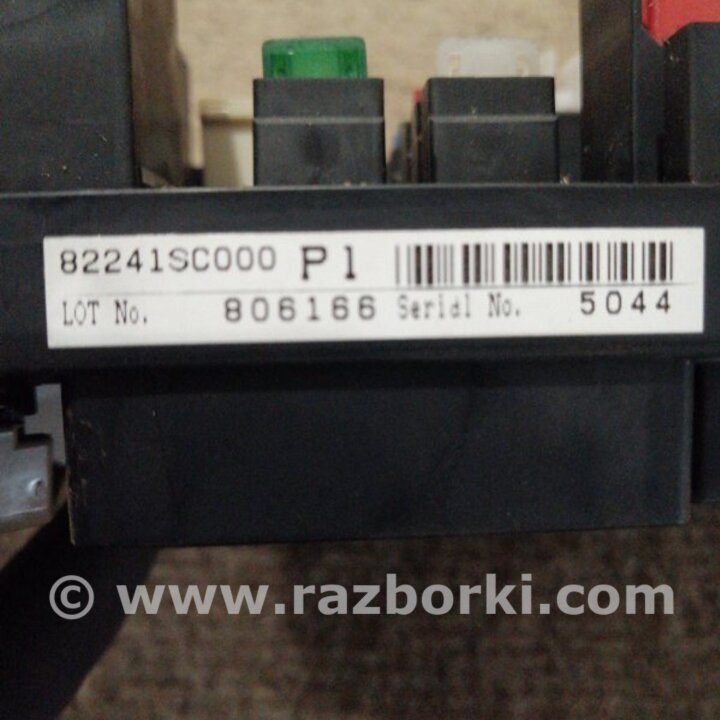 82241SC000 P1
LOT No. 806166 Serial No. 5044
© www.razborki.com